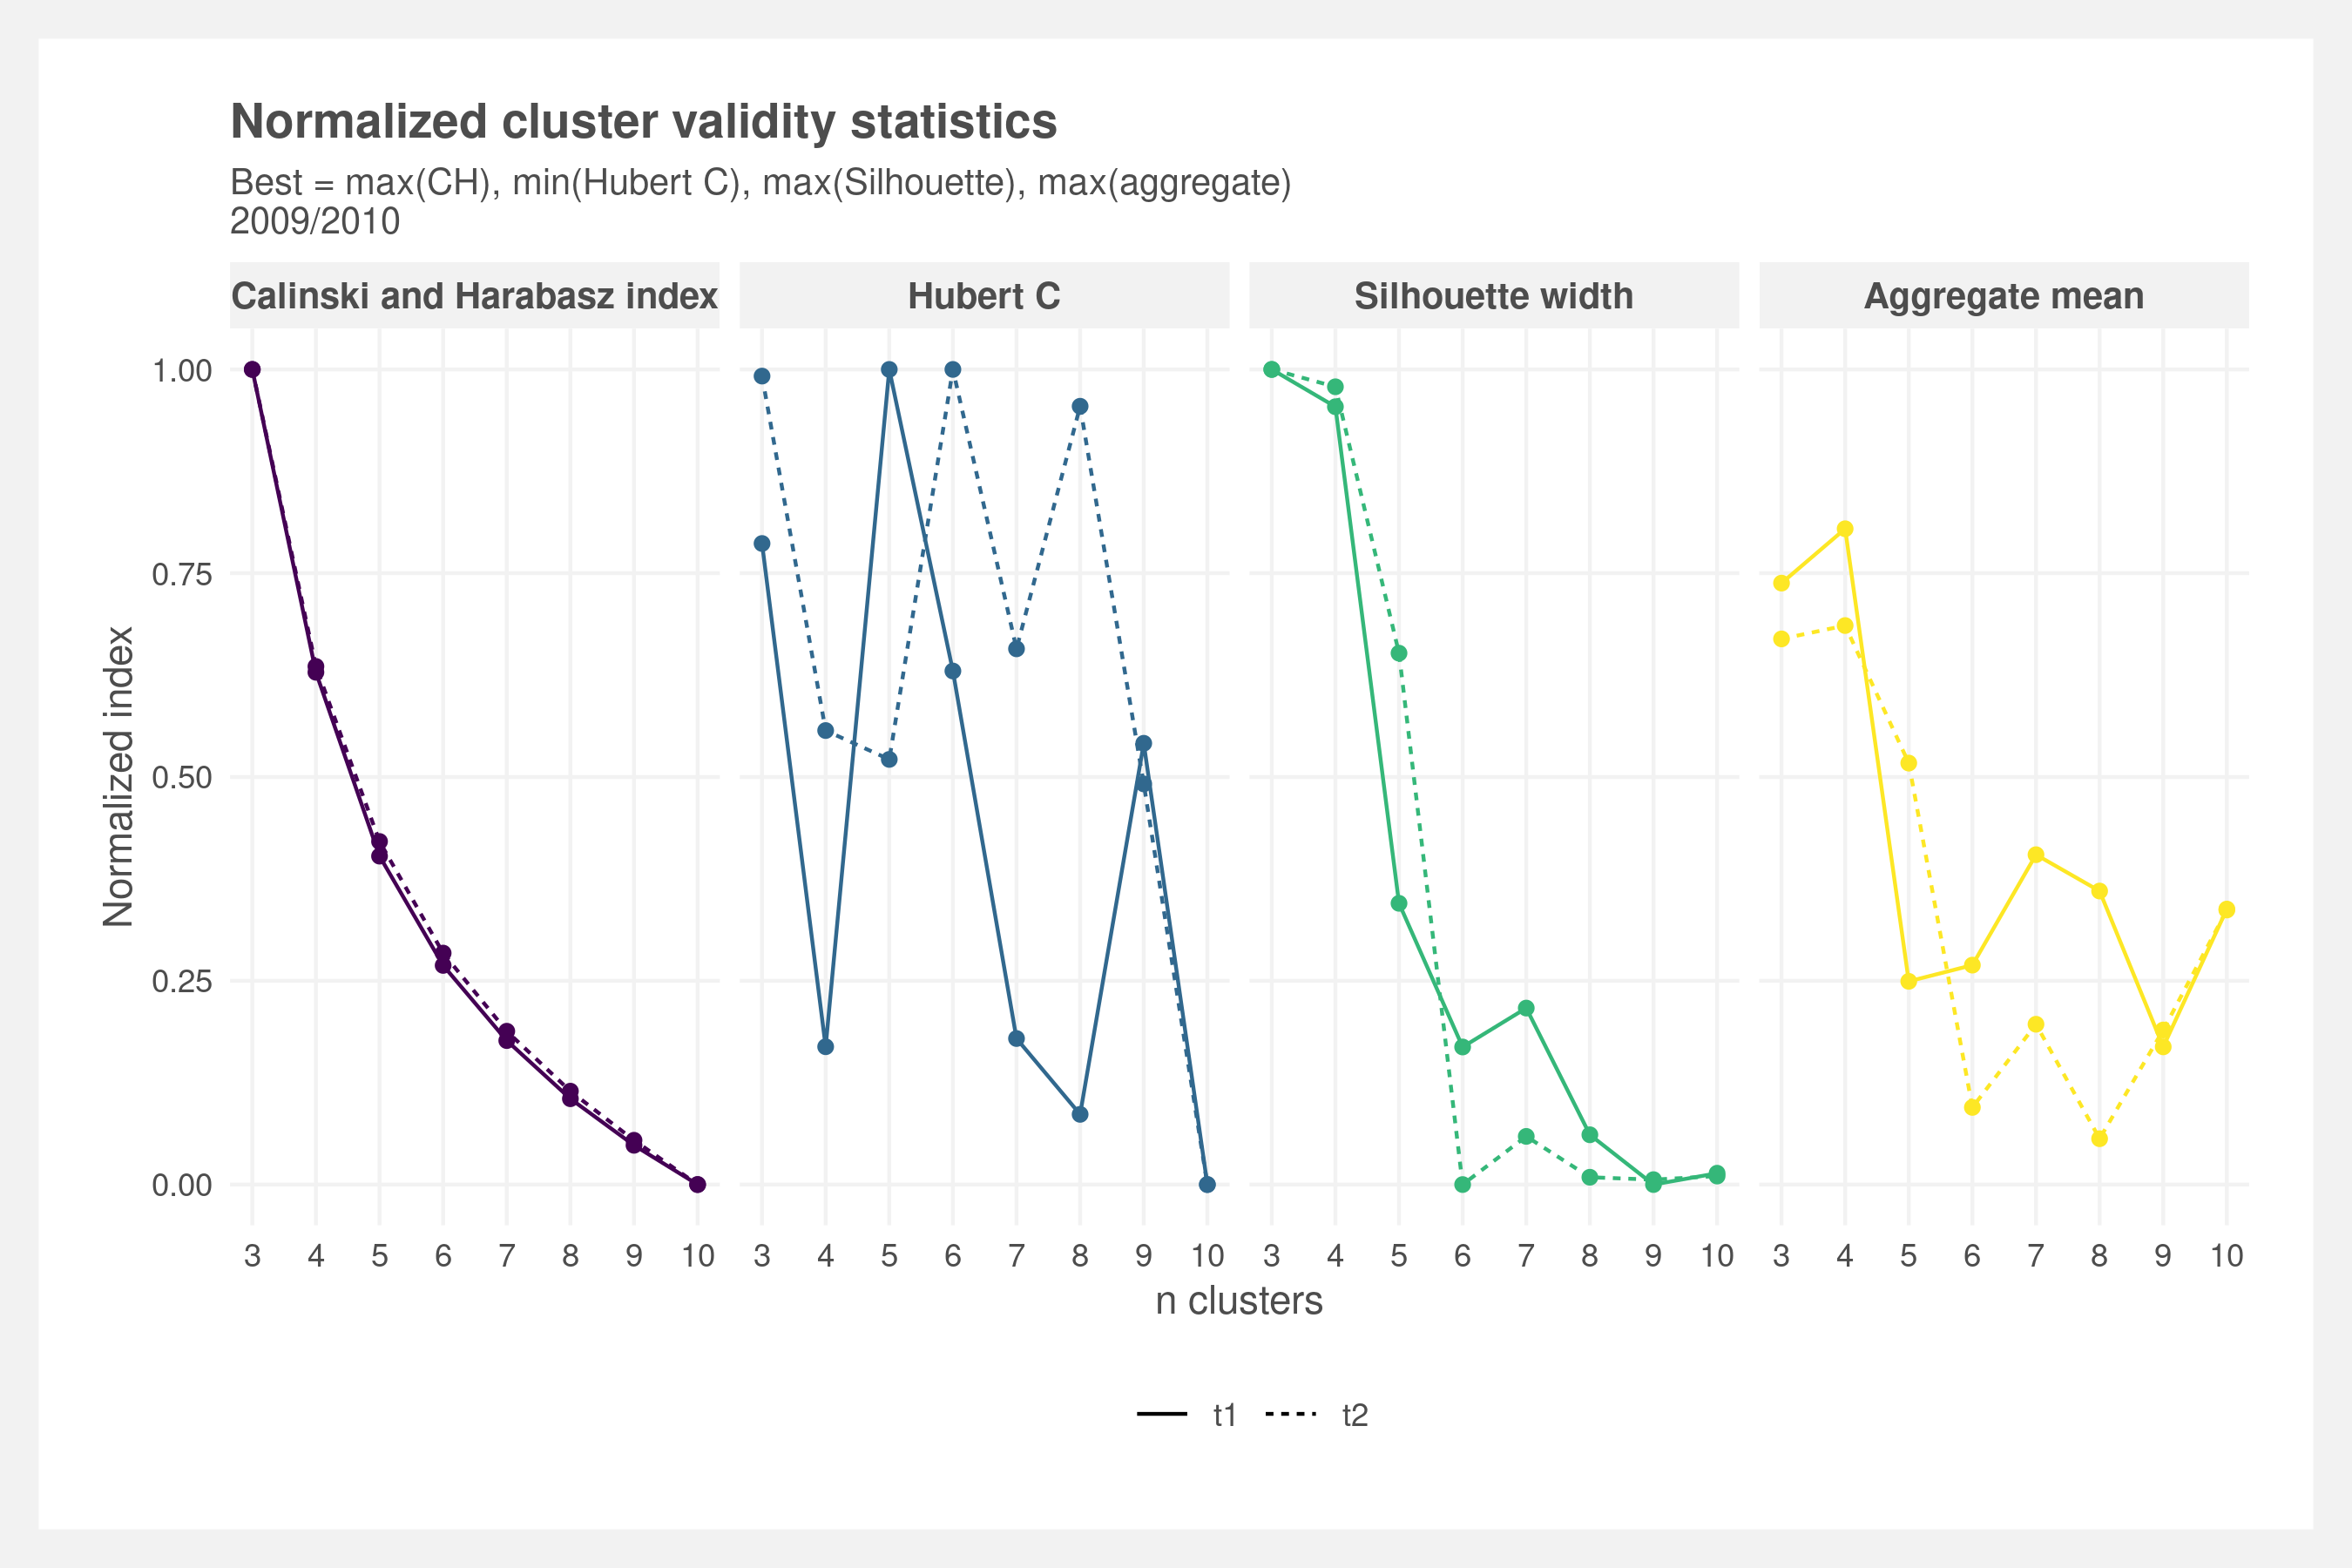 Normalized cluster validity statistics
Best = max(CH), min(Hubert C), max(Silhouette), max(aggregate)
2009/2010
Calinski and Harabasz index
Hubert C
Silhouette width
Aggregate mean
Normalized index
1.00
0.75
0.50
0.25
0.00
3 4 5 6 7 8 9 10
3 4 5 6 7 8 9 10
3 4 5 6 7 8 9 10
3 4 5 6 7 8 9 10
n clusters
t1 t2